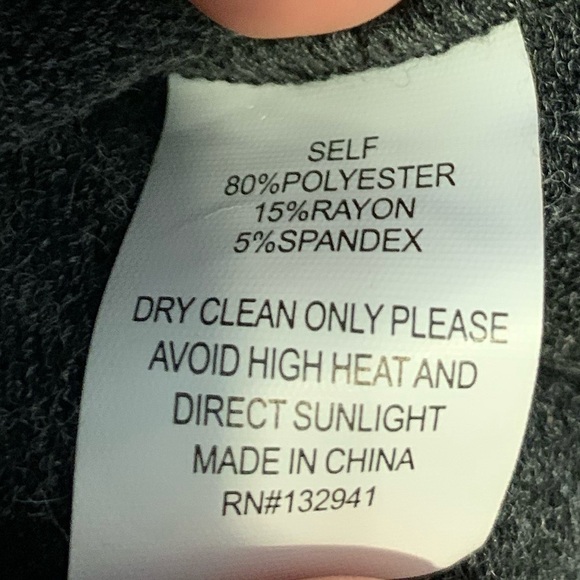 SELF
80%POLYESTER
15%RAYON
5%SPANDEX
DRY CLEAN ONLY PLEASE
AVOID HIGH HEAT AND
DIRECT SUNLIGHT
MADE IN CHINA
RN#132941